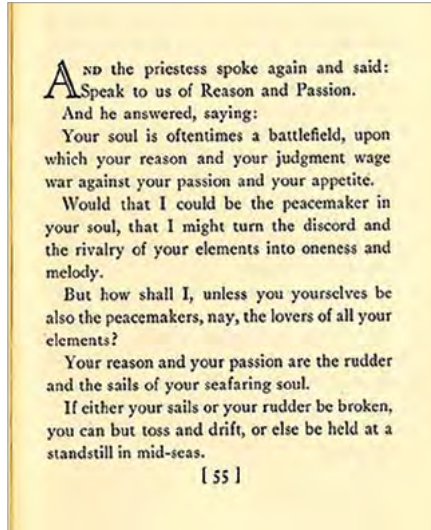 AND the priestess spoke again and said:
Speak to us of Reason and Passion.
And he answered, saying:
Your soul is oftentimes a battlefield, upon
which your reason and your judgment wage
war against your passion and your appetite.
Would that I could be the peacemaker in
your soul, that I might turn the discord and
the rivalry of your elements into oneness and
melody.
But how shall I, unless you yourselves be
also the peacemakers, nay, the lovers of all your
elements?
Your reason and your passion are the rudder
and the sails of your seafaring soul.
If either your sails or your rudder be broken,
you can but toss and drift, or else be held at a
standstill in mid-seas.
[ 55 ]